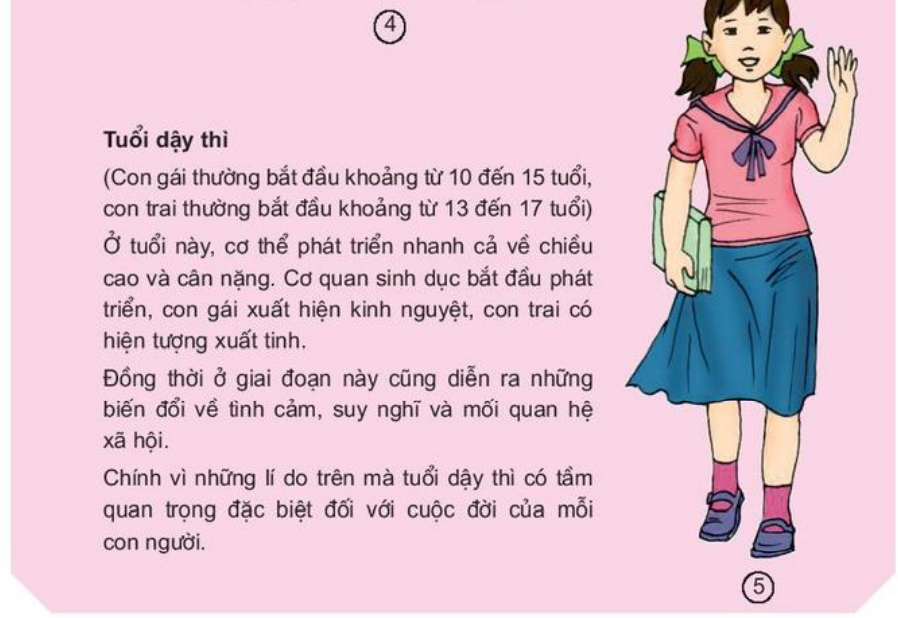 4
Tuổi dậy thì
(Con gái thường bắt đầu khoảng từ 10 đến 15 tuổi,
con trai thường bắt đầu khoảng từ 13 đến 17 tuổi)
Ở tuổi này, cơ thể phát triển nhanh cả về chiều
cao và cân nặng. Cơ quan sinh dục bắt đầu phát
triển, con gái xuất hiện kinh nguyệt, con trai có
hiện tượng xuất tinh.
Đồng thời ở giai đoạn này cũng diễn ra những
biến đổi về tình cảm, suy nghĩ và mối quan hệ
xã hội.
Chính vì những lí do trên mà tuổi dậy thì có tầm
quan trọng đặc biệt đối với cuộc đời của mỗi
con người.
5